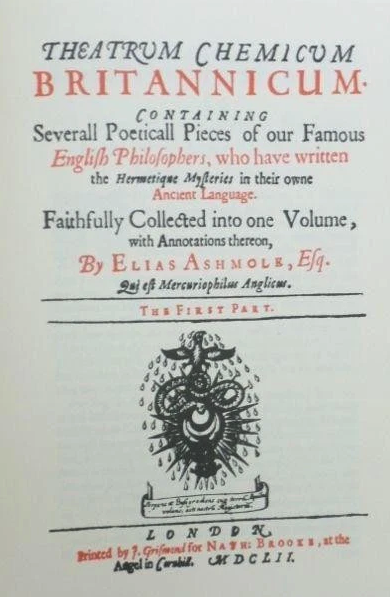 THEATRUM CHEMICUM
BRITANNICUM.
CONTAINING
Severall Poeticall Pieces of our Famous
Engliſh Philoſophers, who have written
the Hermetique Myſteries in their owne
Ancient Language.
Faithfully Collected into one Volume,
with Annotations thereon,
By ELIAS ASHMOLE, Eſq.
Qui eſt Mercuriophilus Anglicus.
THE FIRST PART.
LONDON,
Printed by J. Griſmond for NATH: BROOKE, at the
Angel in Cornhill. MDCLII.